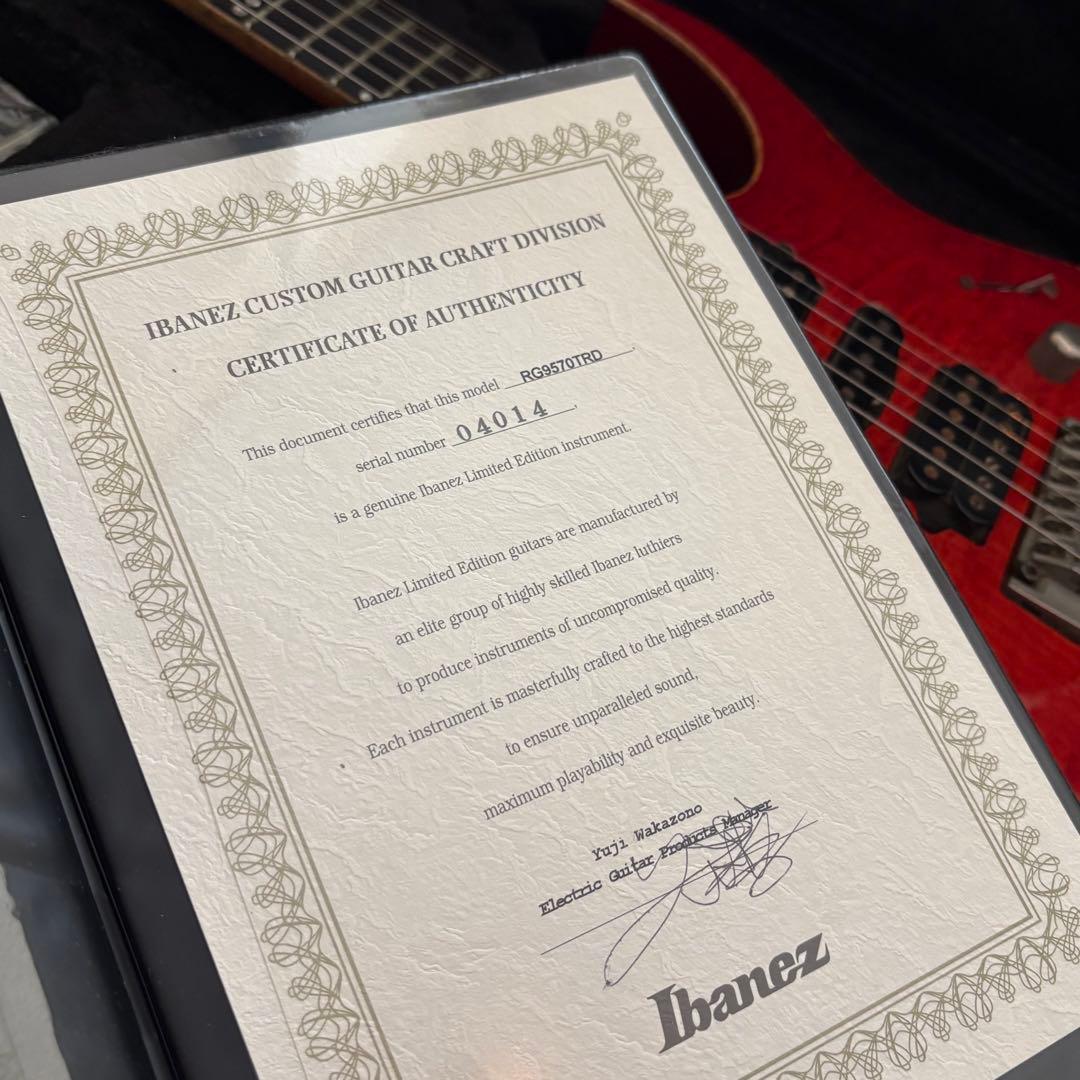 IBANEZ CUSTOM GUITAR CRAFT DIVISION
CERTIFICATE OF AUTHENTICITY
This document certifies that this model RG9570TRD.
serial number 04014,
is a genuine Ibanez Limited Edition instrument.
Ibanez Limited Edition guitars are manufactured by
an elite group of highly skilled Ibanez luthiers
to produce instruments of uncompromised quality.
Each instrument is masterfully crafted to the highest standards
to ensure unparalleled sound,
maximum playability and exquisite beauty.
Yuji Wakazono
Electric Guitar Products Manager
Ibanez